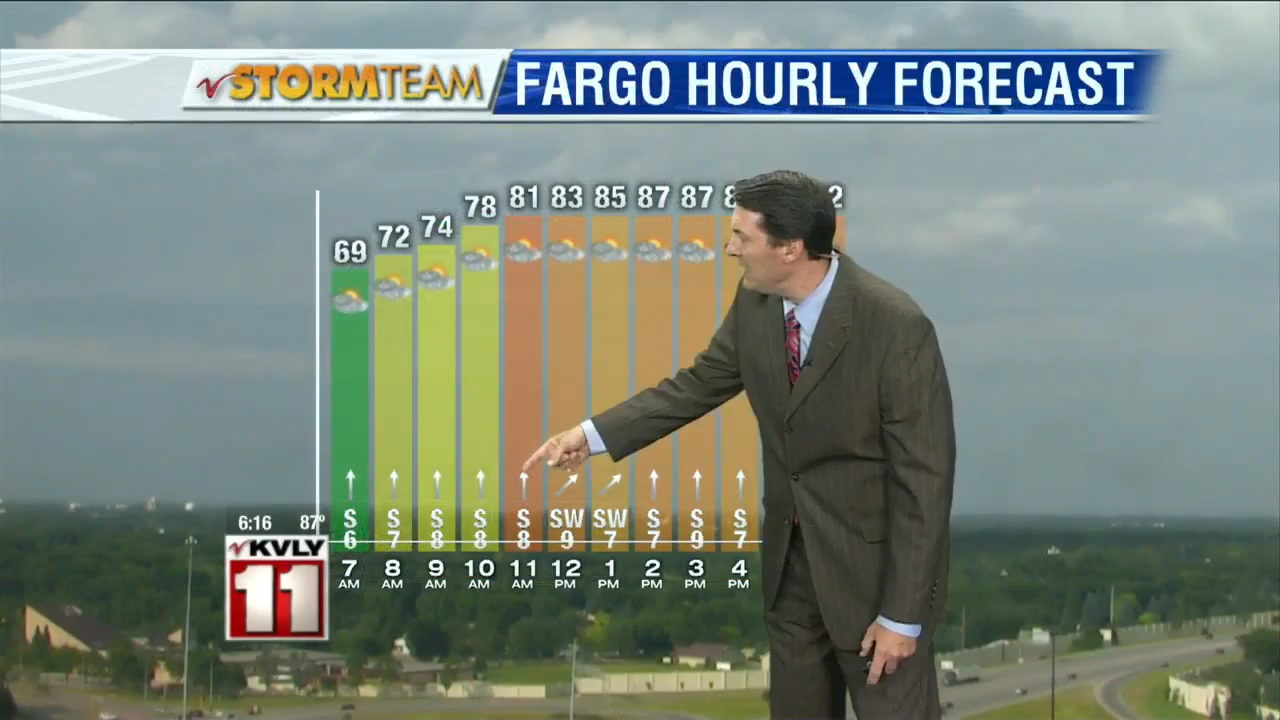 STORMTEAM FARGO HOURLY FORECAST
69 72 74 78 81 83 85 87 87
S S S S S SW SW S S S
6 7 8 8 8 9 7 7 9 7
7 8 9 10 11 12 1 2 3 4
AM AM AM AM AM PM PM PM PM PM
6:16 87°
KVLY
11